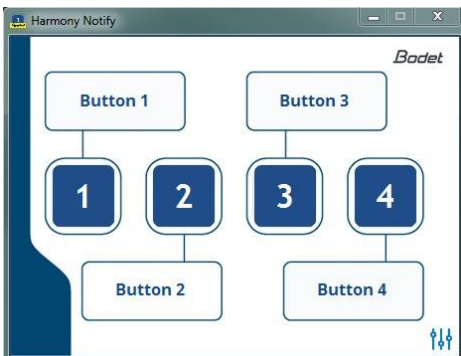 Harmony Notify
Bodet
Button 1
Button 3
1
2
3
4
Button 2
Button 4